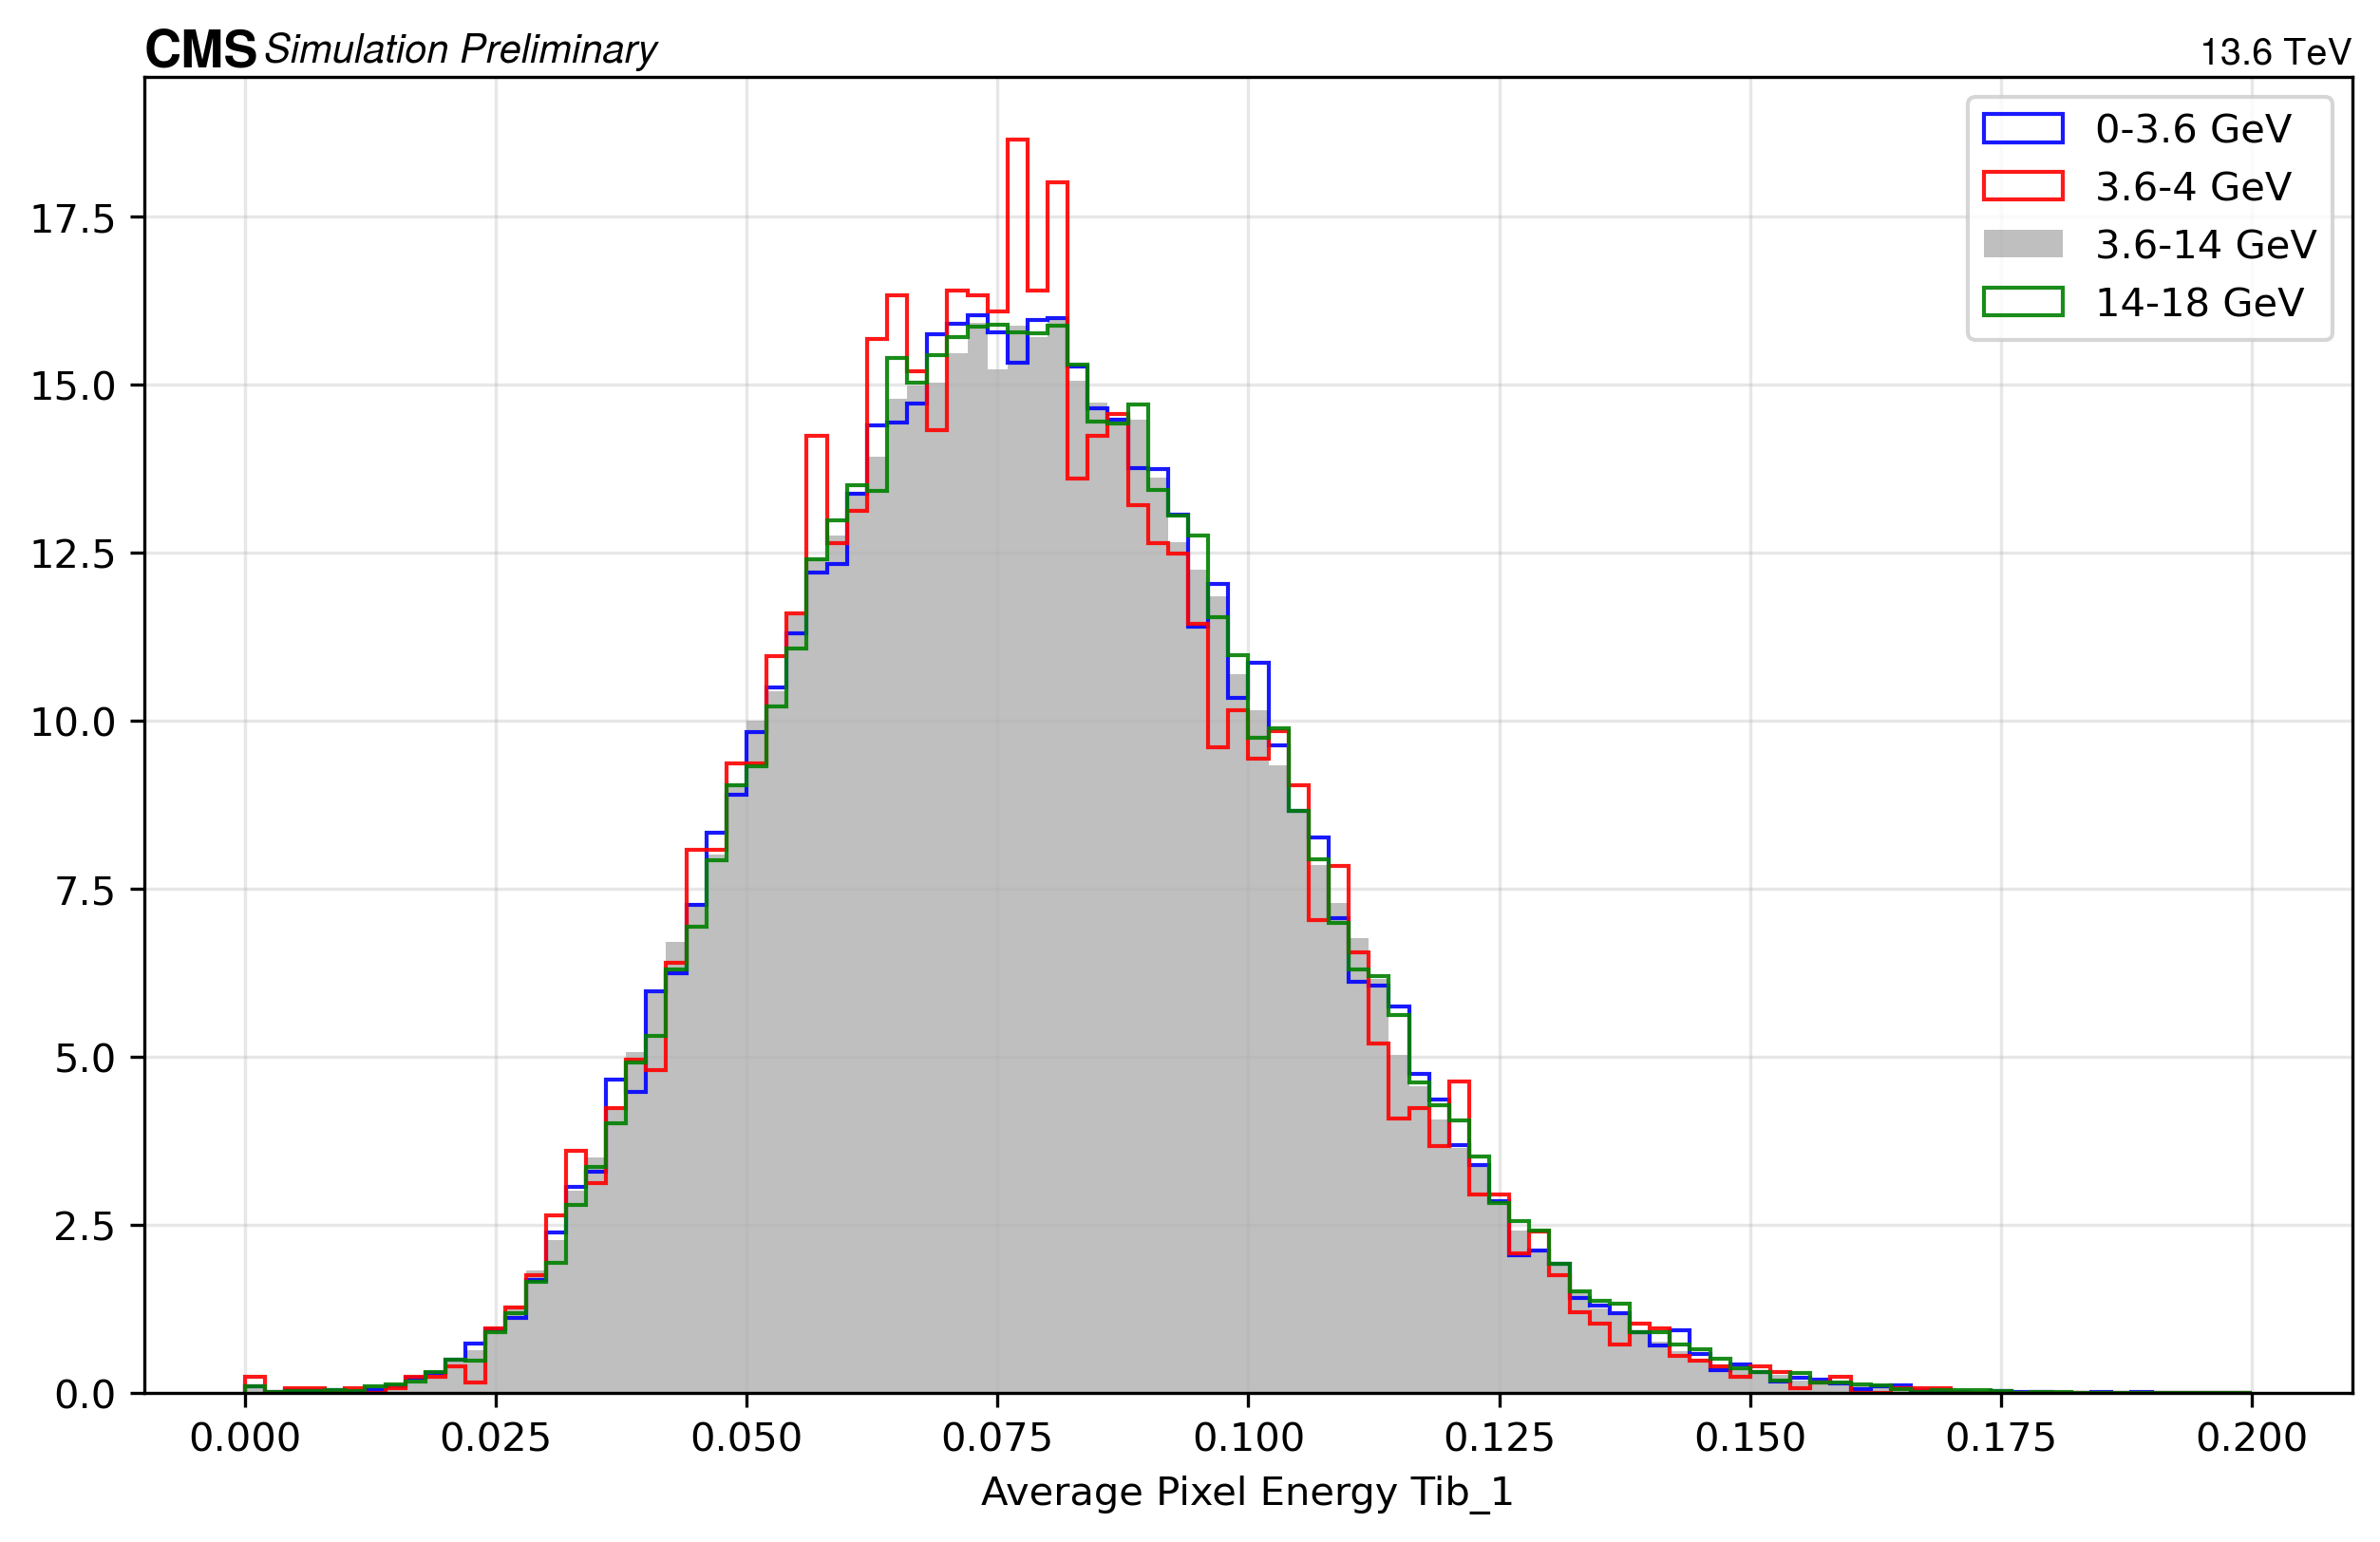 CMS Simulation Preliminary 13.6 TeV
0-3.6 GeV
3.6-4 GeV
3.6-14 GeV
14-18 GeV
17.5
15.0
12.5
10.0
7.5
5.0
2.5
0.0
0.000 0.025 0.050 0.075 0.100 0.125 0.150 0.175 0.200
Average Pixel Energy Tib_1